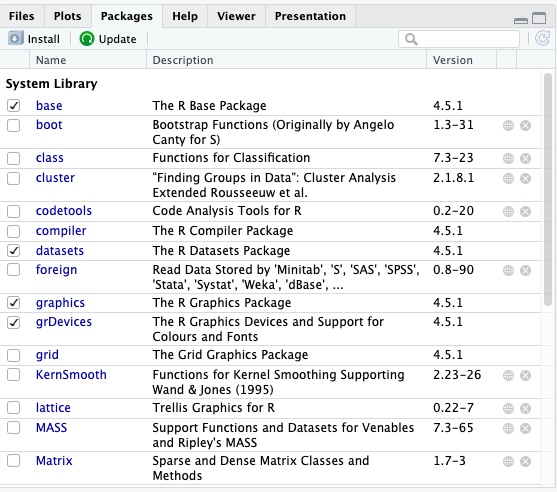 Files Plots Packages Help Viewer Presentation
Install Update
Name Description Version
System Library
base The R Base Package 4.5.1
boot Bootstrap Functions (Originally by Angelo 1.3-31
Canty for S)
class Functions for Classification 7.3-23
cluster "Finding Groups in Data": Cluster Analysis 2.1.8.1
Extended Rousseeuw et al.
codetools Code Analysis Tools for R 0.2-20
compiler The R Compiler Package 4.5.1
datasets The R Datasets Package 4.5.1
foreign Read Data Stored by 'Minitab', 'S', 'SAS', 'SPSS', 0.8-90
'Stata', 'Systat', 'Weka', 'dBase', ...
graphics The R Graphics Package 4.5.1
grDevices The R Graphics Devices and Support for 4.5.1
Colours and Fonts
grid The Grid Graphics Package 4.5.1
KernSmooth Functions for Kernel Smoothing Supporting 2.23-26
Wand & Jones (1995)
lattice Trellis Graphics for R 0.22-7
MASS Support Functions and Datasets for Venables 7.3-65
and Ripley's MASS
Matrix Sparse and Dense Matrix Classes and 1.7-3
Methods